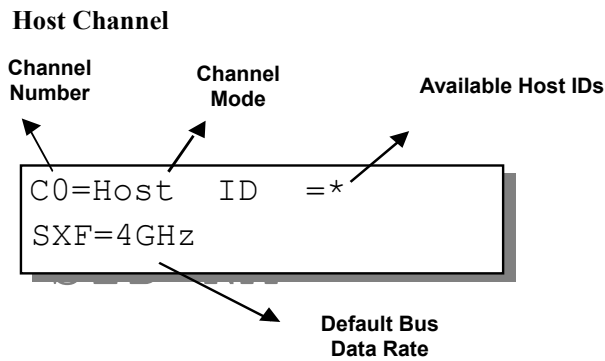 Host Channel
Channel
Number
Channel
Mode
Available Host IDs
C0=Host ID =*
SXF=4GHz
Default Bus
Data Rate